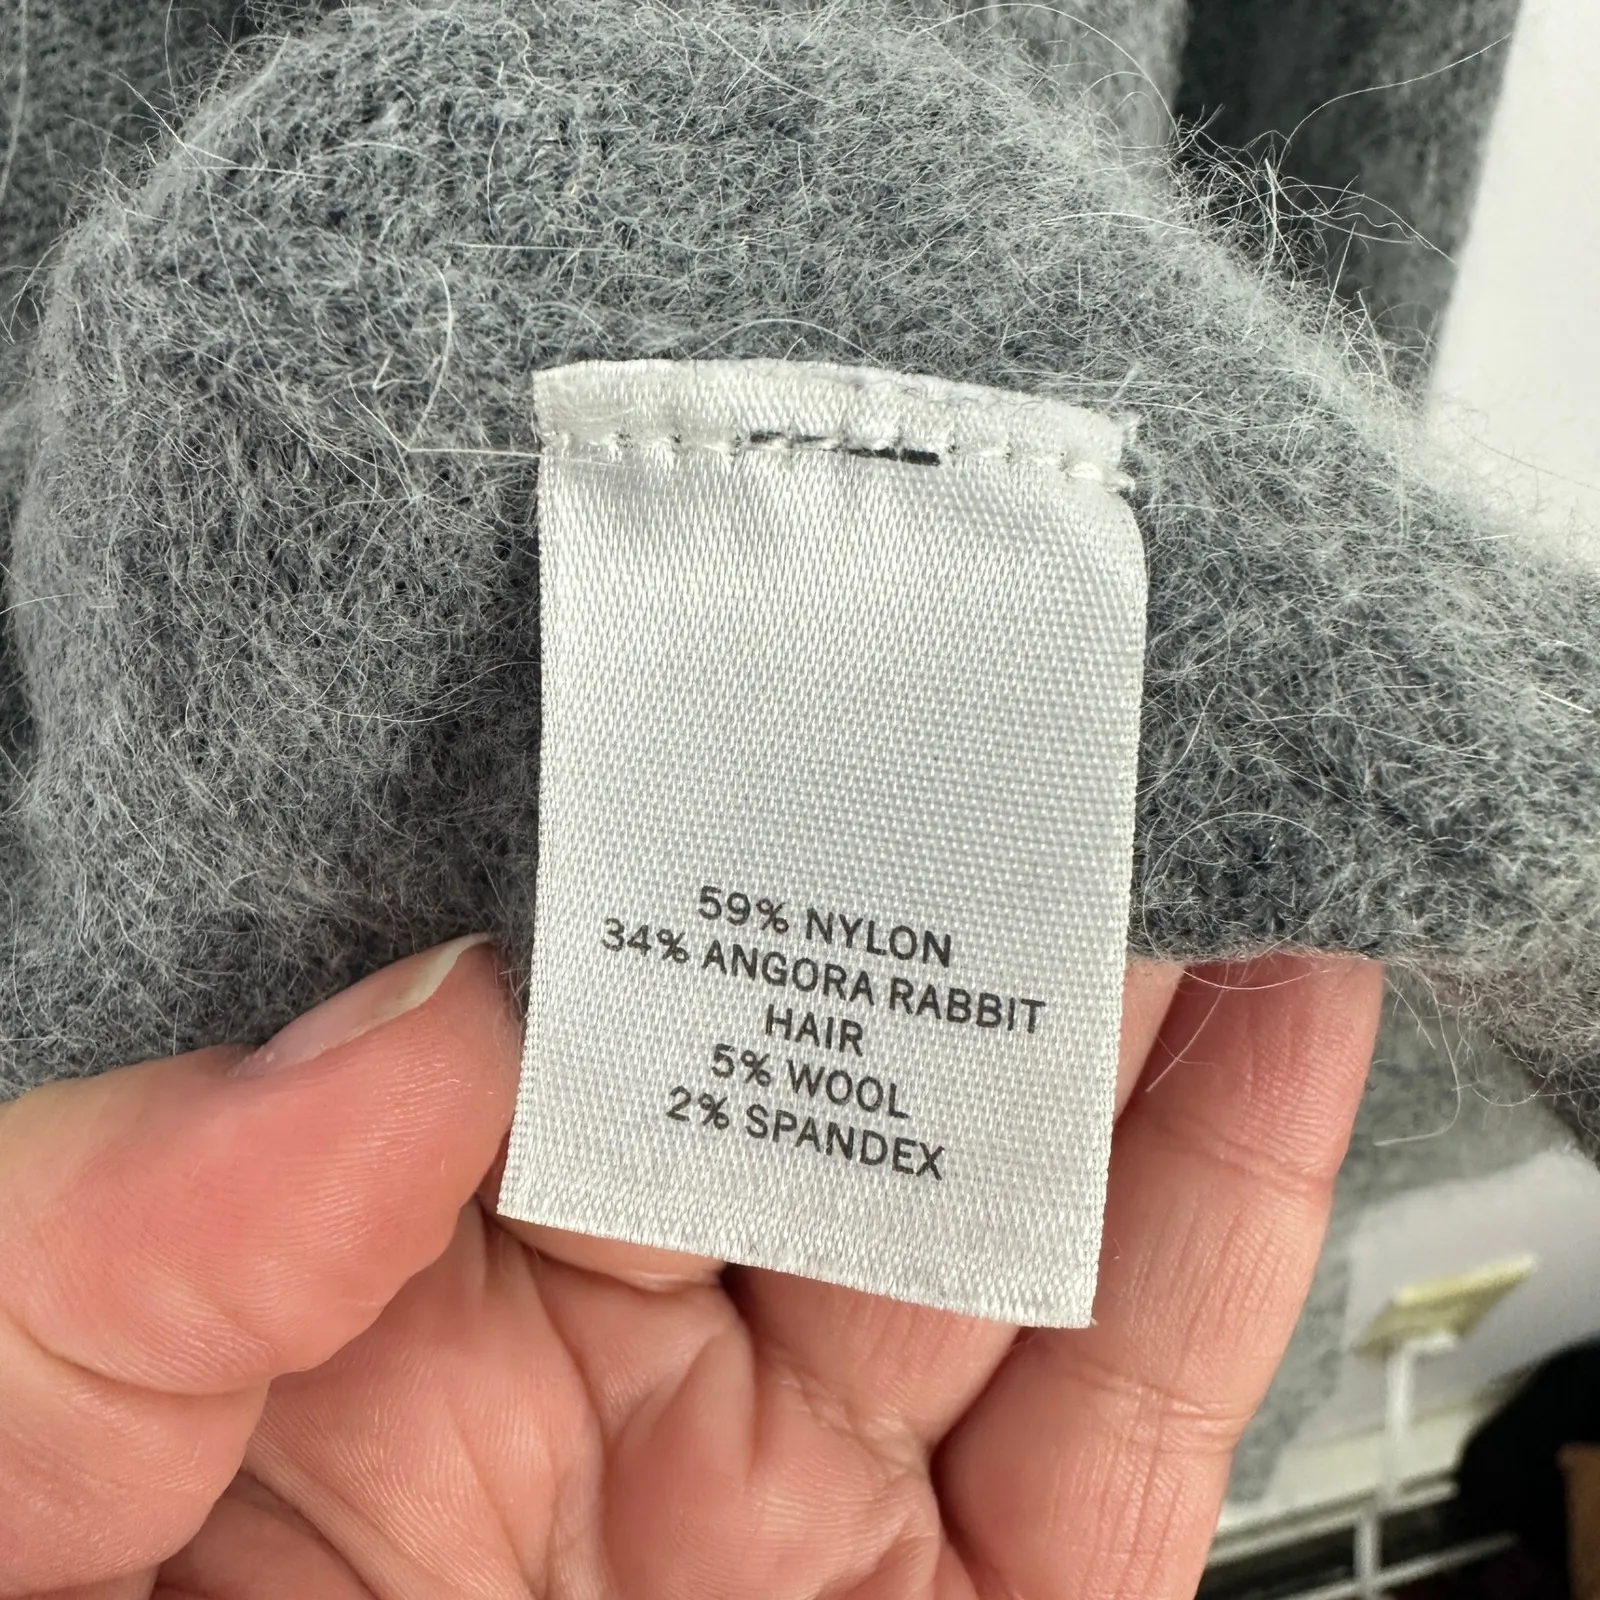 59% NYLON
34% ANGORA RABBIT
HAIR
5% WOOL
2% SPANDEX